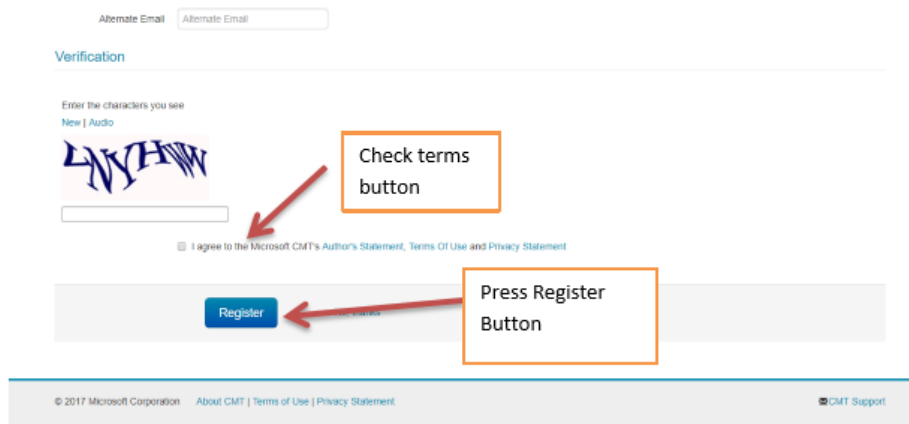 Alternate Email Alternate Email
Verification
Enter the characters you see
New | Audio
Check terms
button
I agree to the Microsoft CMT's Author's Statement, Terms Of Use and Privacy Statement
Press Register
Button
Register
© 2017 Microsoft Corporation About CMT | Terms of Use | Privacy Statement CMT Support